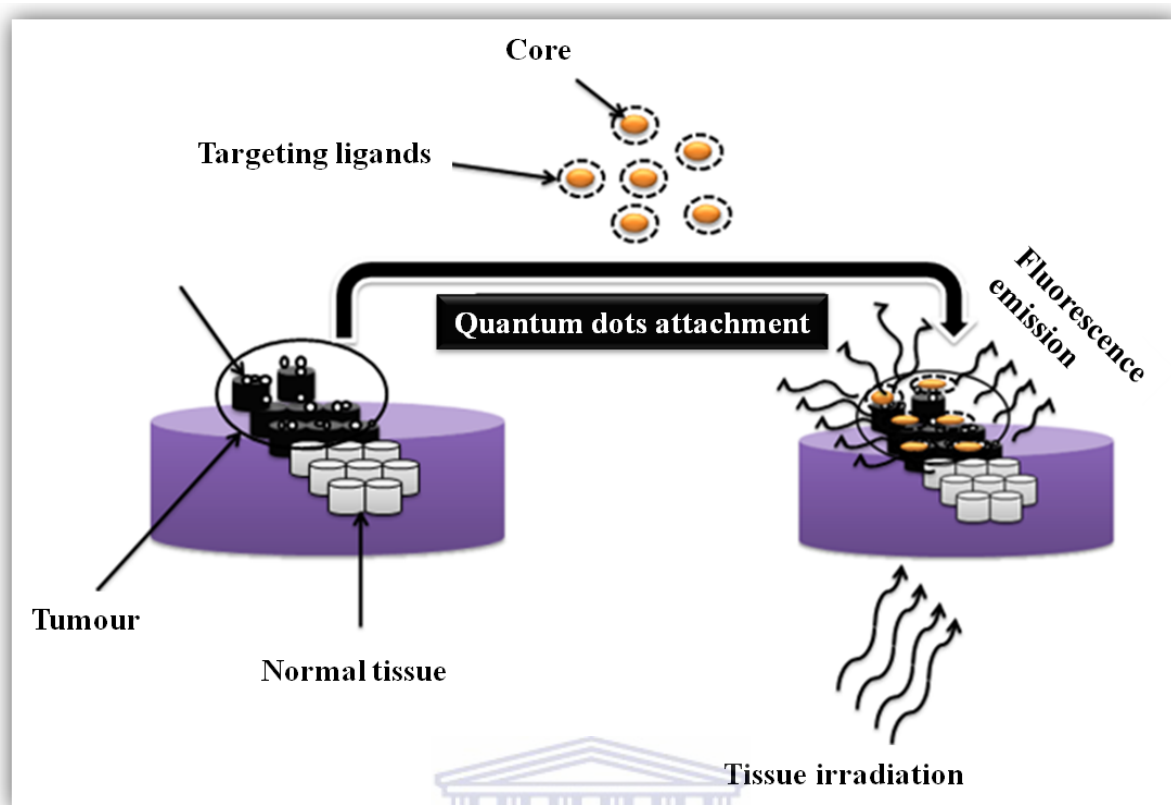 Core
Targeting ligands
Fluorescence
emission
Quantum dots attachment
Tumour
Normal tissue
Tissue irradiation